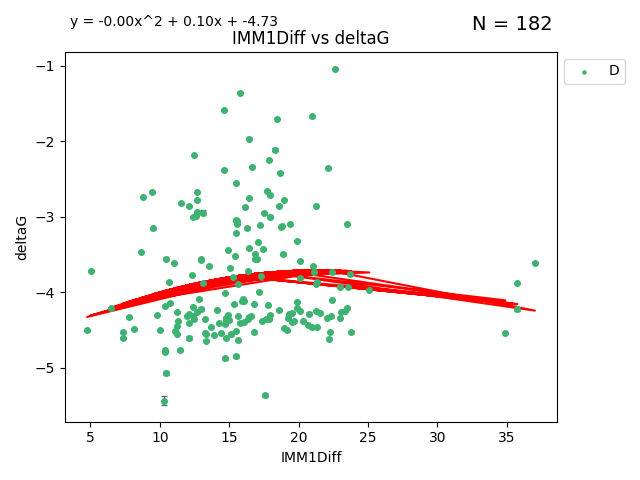 y = -0.00x^2 + 0.10x + -4.73
N = 182
IMM1Diff vs deltaG
D
−1
−2
−3
−4
−5
deltaG
5 10 15 20 25 30 35
IMM1Diff